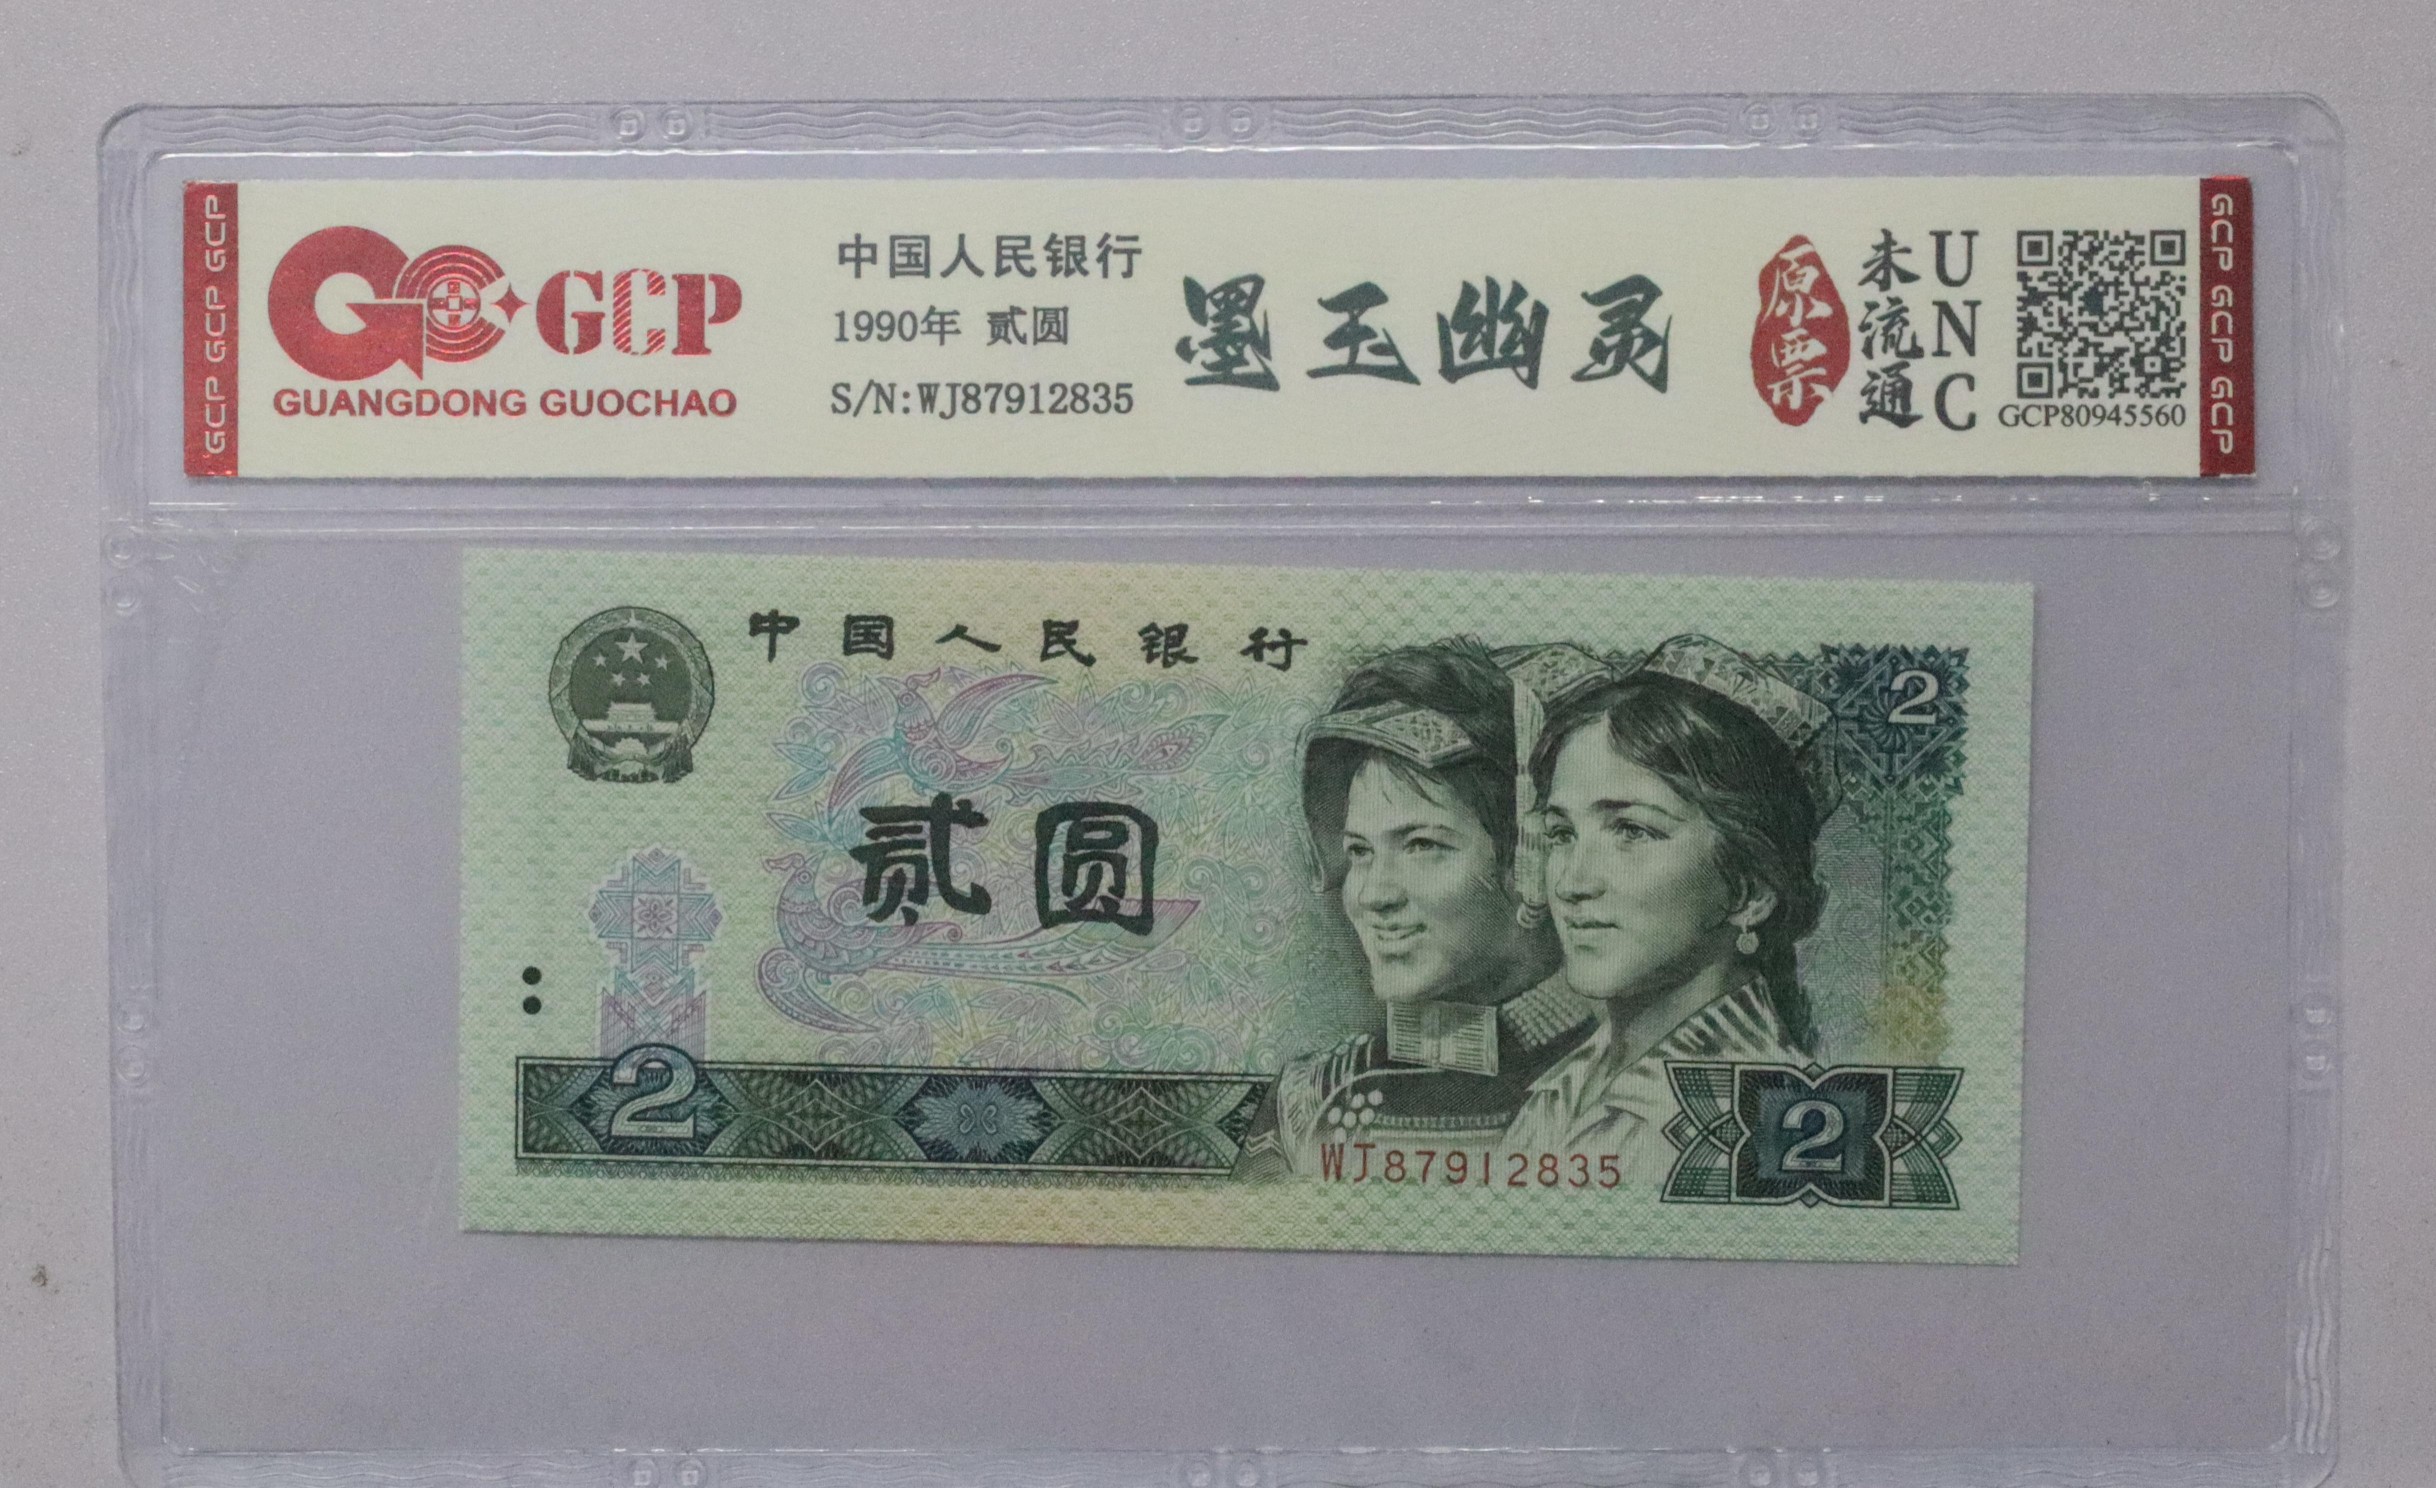 GCP GCP GCP
GCP
GUANGDONG GUOCHAO
中国人民银行
1990年 贰圆
S/N:WJ87912835
墨玉幽灵
原票
未流通
UNC
GCP80945560
GCP GCP GCP
中国人民银行
2
贰圆
2
WJ87912835
2